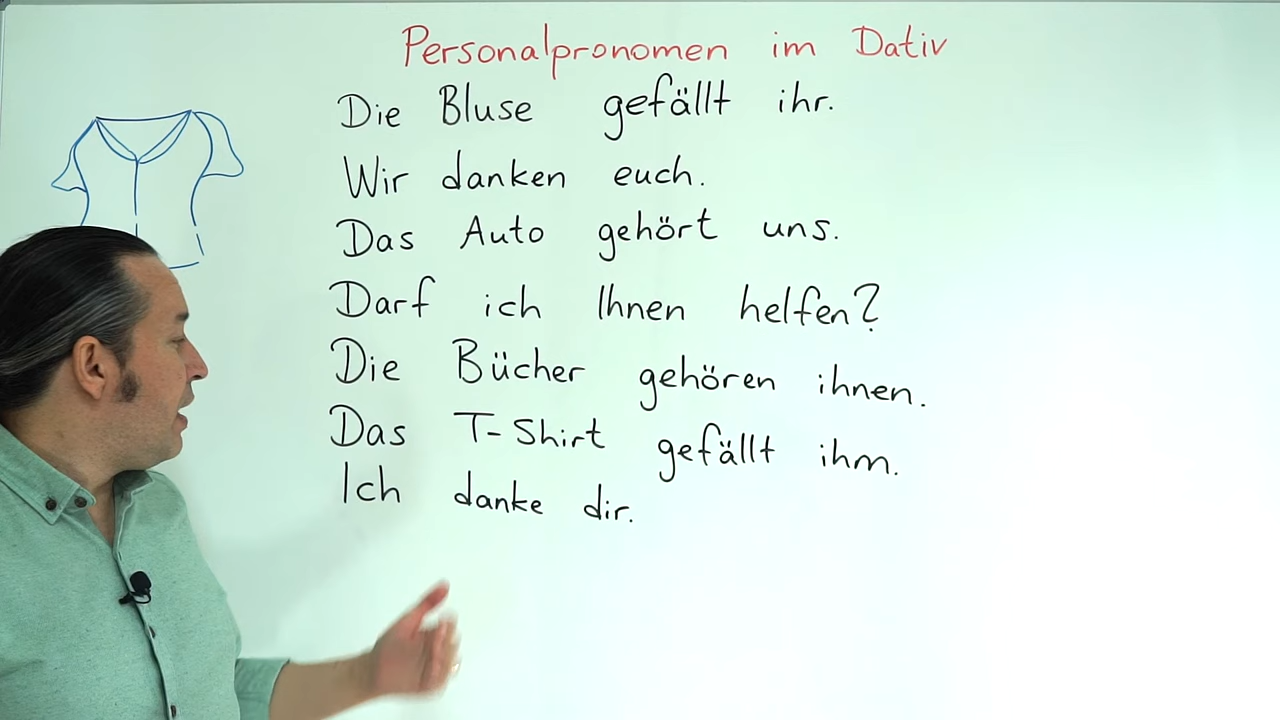 Personalpronomen im Dativ
Die Bluse gefällt ihr.
Wir danken euch.
Das Auto gehört uns.
Darf ich Ihnen helfen?
Die Bücher gehören ihnen.
Das T-Shirt gefällt ihm.
Ich danke dir.